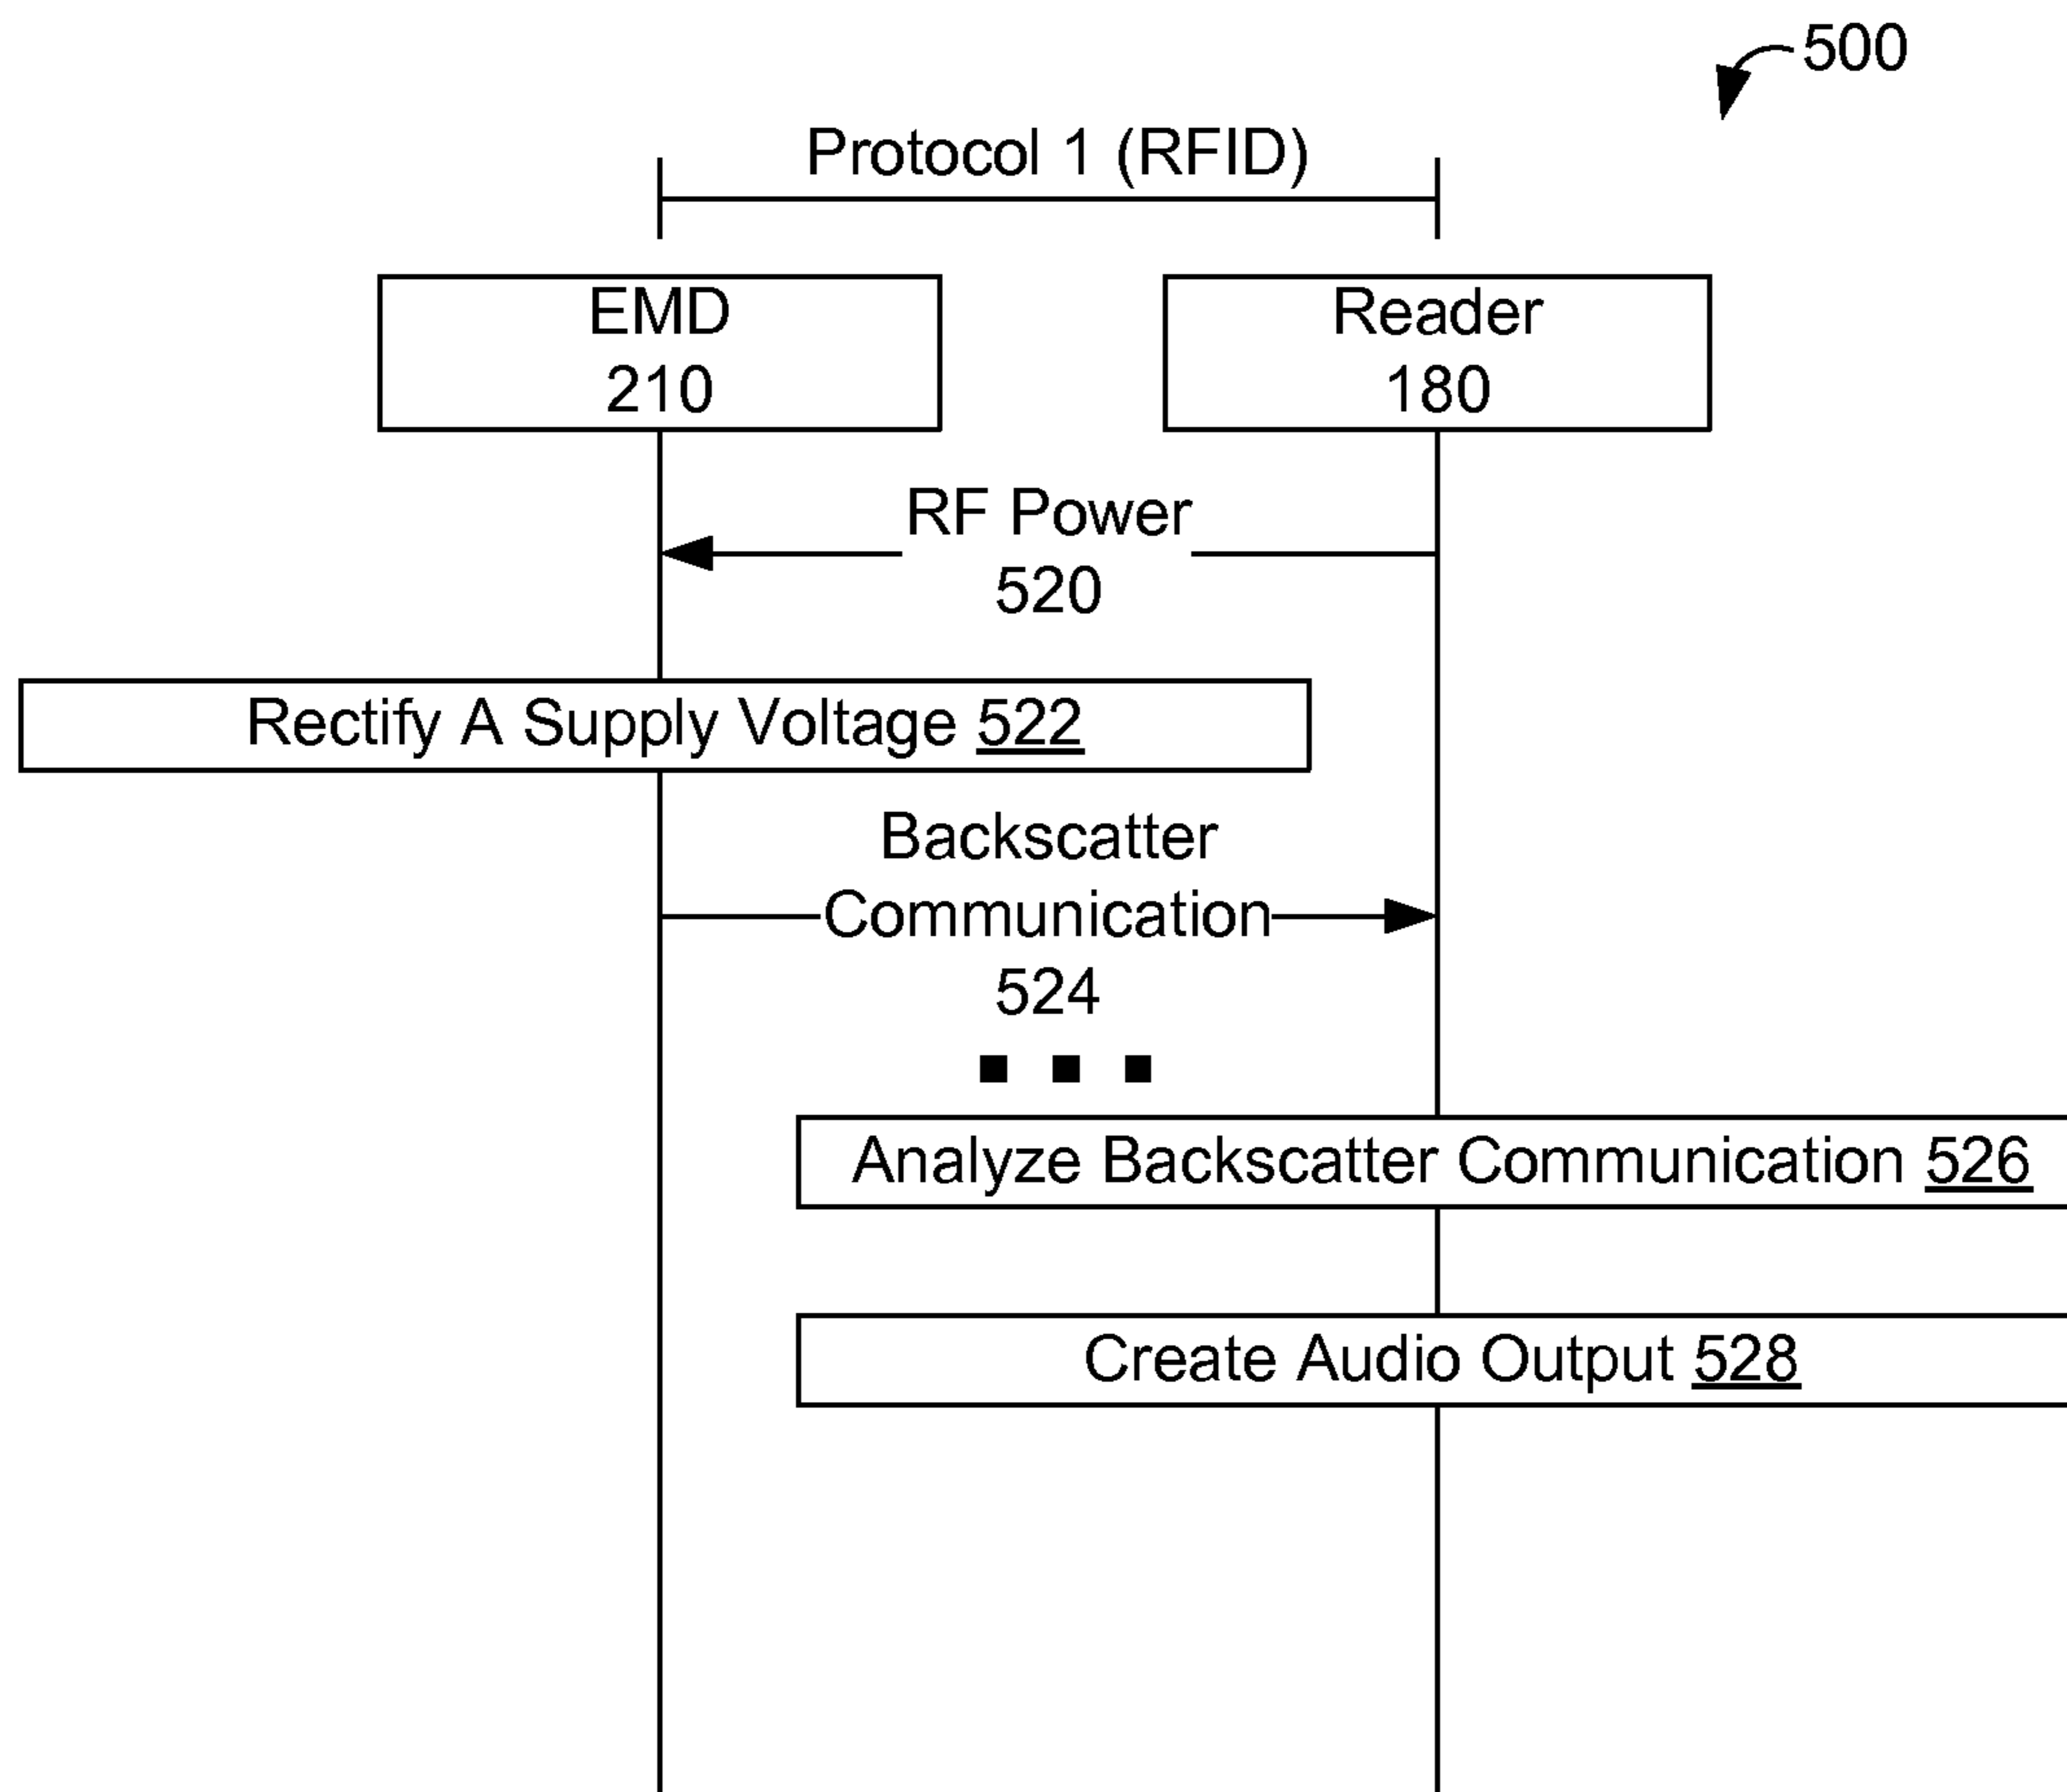 500
Protocol 1 (RFID)
EMD
210
Reader
180
RF Power
520
Rectify A Supply Voltage 522
Backscatter
Communication
524
Analyze Backscatter Communication 526
Create Audio Output 528